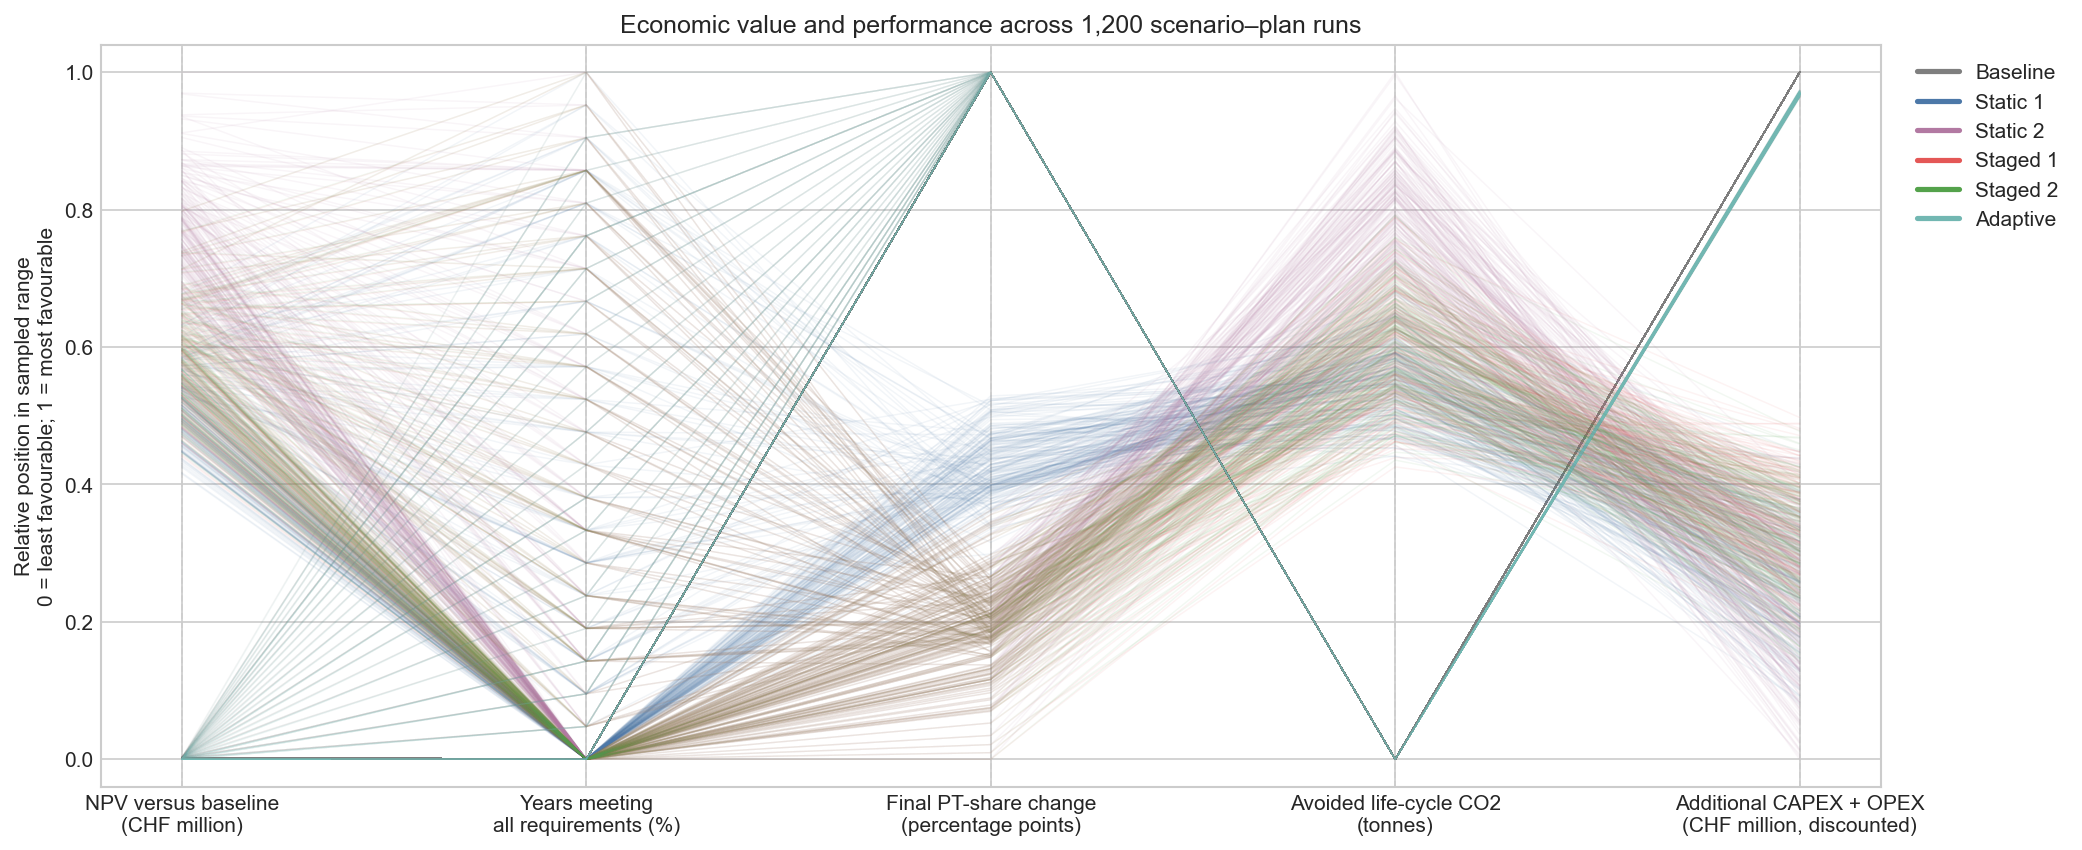 Economic value and performance across 1,200 scenario–plan runs
Relative position in sampled range
0 = least favourable; 1 = most favourable
1.0
0.8
0.6
0.4
0.2
0.0
NPV versus baseline
(CHF million)
Years meeting
all requirements (%)
Final PT-share change
(percentage points)
Avoided life-cycle CO2
(tonnes)
Additional CAPEX + OPEX
(CHF million, discounted)
Baseline
Static 1
Static 2
Staged 1
Staged 2
Adaptive